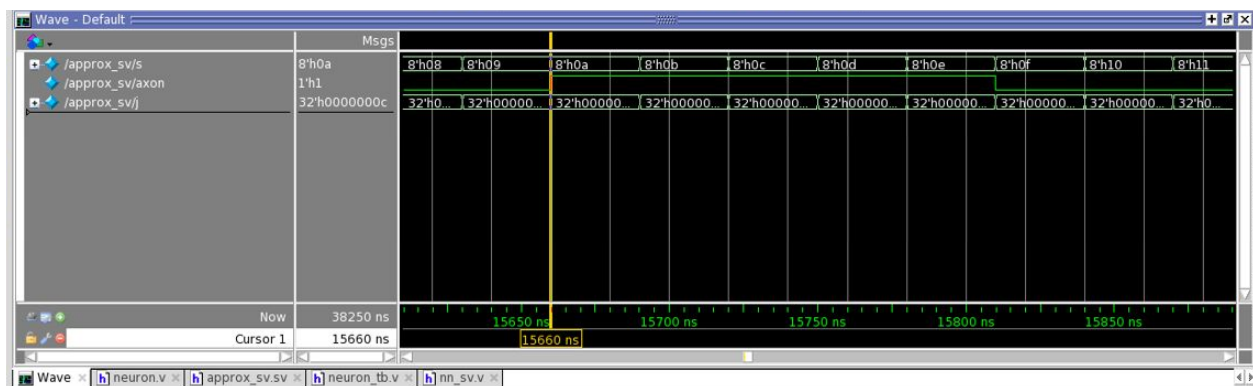 Wave - Default
Msgs
/approx_sv/s 8'h0a 8'h08 8'h09 8'h0a 8'h0b 8'h0c 8'h0d 8'h0e 8'h0f 8'h10 8'h11
/approx_sv/axon 1'h1
/approx_sv/j 32'h0000000c 32'h0... 32'h00000... 32'h00000... 32'h00000... 32'h00000... 32'h00000... 32'h00000... 32'h00000... 32'h00000... 32'h0...
Now 38250 ns 15650 ns 15700 ns 15750 ns 15800 ns 15850 ns
Cursor 1 15660 ns 15660 ns
Wave h neuron.v h approx_sv.sv h neuron_tb.v h nn_sv.v